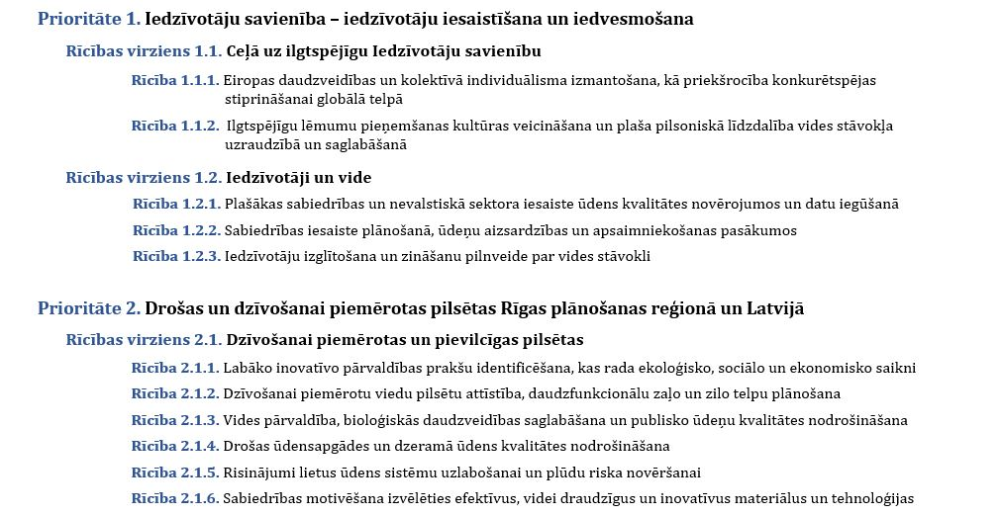 Prioritāte 1. Iedzīvotāju savienība – iedzīvotāju iesaistīšana un iedvesmošana
Rīcības virziens 1.1. Ceļā uz ilgtspējīgu Iedzīvotāju savienību
Rīcība 1.1.1. Eiropas daudzveidības un kolektīvā individuālisma izmantošana, kā priekšrocība konkurētspējas
stiprināšanai globālā telpā
Rīcība 1.1.2. Ilgtspējīgu lēmumu pieņemšanas kultūras veicināšana un plaša pilsoniskā līdzdalība vides stāvokļa
uzraudzībā un saglabāšanā
Rīcības virziens 1.2. Iedzīvotāji un vide
Rīcība 1.2.1. Plašākas sabiedrības un nevalstiskā sektora iesaiste ūdens kvalitātes novērojumos un datu iegūšanā
Rīcība 1.2.2. Sabiedrības iesaiste plānošanā, ūdeņu aizsardzības un apsaimniekošanas pasākumos
Rīcība 1.2.3. Iedzīvotāju izglītošana un zināšanu pilnveide par vides stāvokli
Prioritāte 2. Drošas un dzīvošanai piemērotas pilsētas Rīgas plānošanas reģionā un Latvijā
Rīcības virziens 2.1. Dzīvošanai piemērotas un pievilcīgas pilsētas
Rīcība 2.1.1. Labāko inovatīvo pārvaldības prakšu identificēšana, kas rada ekoloģisko, sociālo un ekonomisko saikni
Rīcība 2.1.2. Dzīvošanai piemērotu viedu pilsētu attīstība, daudzfunkcionālu zaļo un zilo telpu plānošana
Rīcība 2.1.3. Vides pārvaldība, bioloģiskās daudzveidības saglabāšana un publisko ūdeņu kvalitātes nodrošināšana
Rīcība 2.1.4. Drošas ūdensapgādes un dzeramā ūdens kvalitātes nodrošināšana
Rīcība 2.1.5. Risinājumi lietus ūdens sistēmu uzlabošanai un plūdu riska novēršanai
Rīcība 2.1.6. Sabiedrības motivēšana izvēlēties efektīvus, videi draudzīgus un inovatīvus materiālus un tehnoloģijas